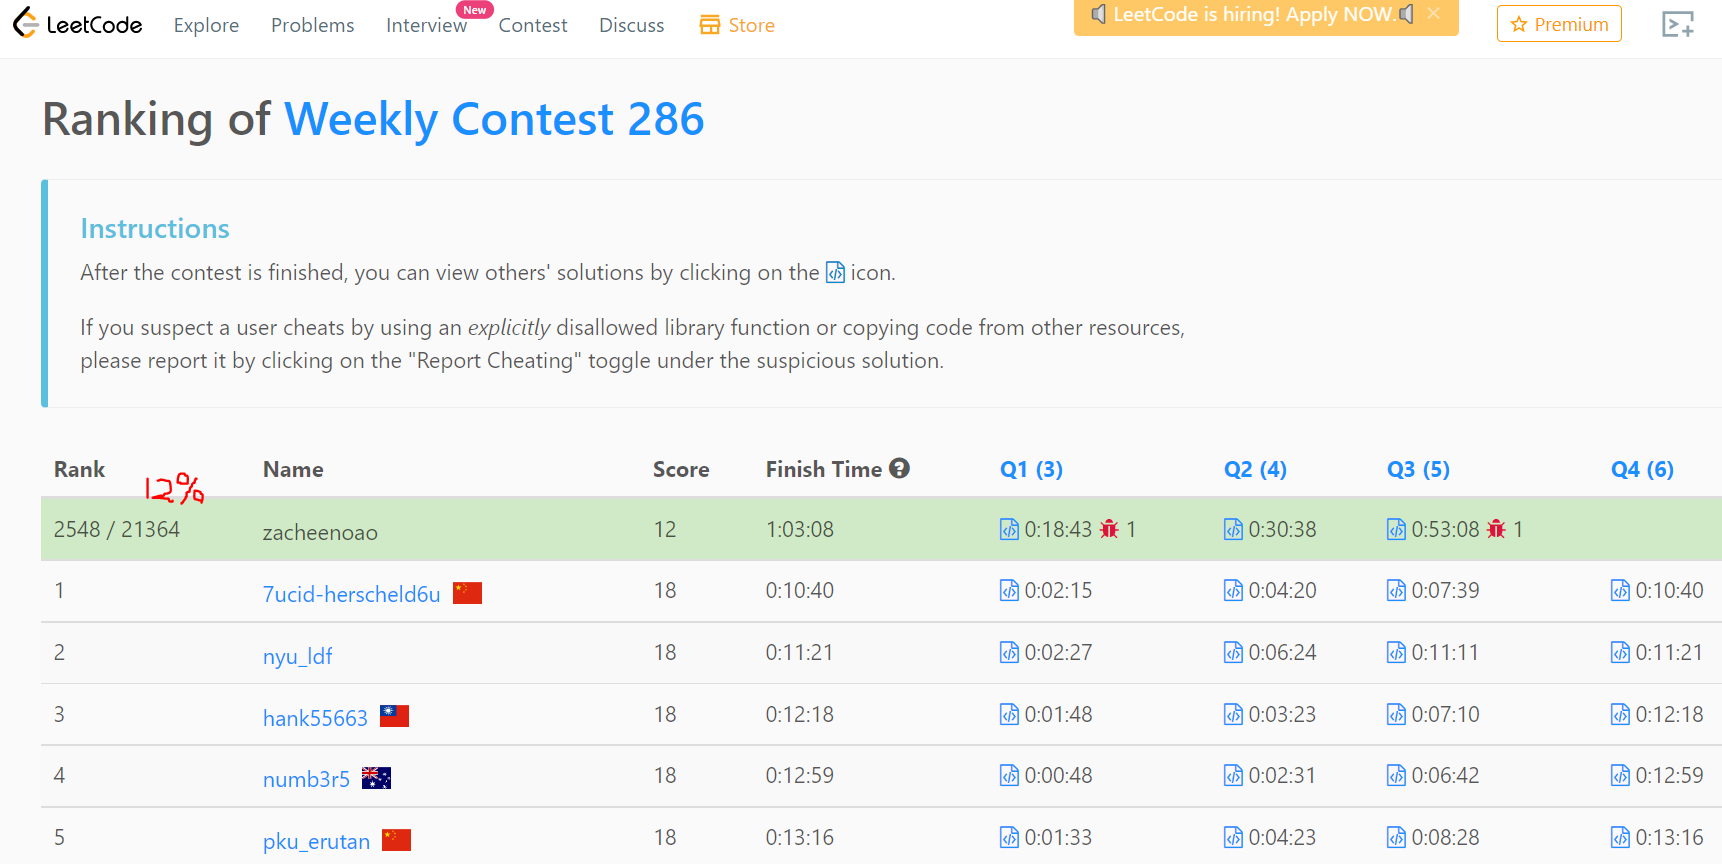 LeetCode Explore Problems Interview New Contest Discuss Store LeetCode is hiring! Apply NOW. × Premium
Ranking of Weekly Contest 286
Instructions
After the contest is finished, you can view others' solutions by clicking on the </> icon.
If you suspect a user cheats by using an explicitly disallowed library function or copying code from other resources,
please report it by clicking on the "Report Cheating" toggle under the suspicious solution.
Rank Name Score Finish Time ? Q1 (3) Q2 (4) Q3 (5) Q4 (6)
12%
2548 / 21364 zacheenoao 12 1:03:08 0:18:43 1 0:30:38 0:53:08 1
1 7ucid-herscheld6u 18 0:10:40 0:02:15 0:04:20 0:07:39 0:10:40
2 nyu_ldf 18 0:11:21 0:02:27 0:06:24 0:11:11 0:11:21
3 hank55663 18 0:12:18 0:01:48 0:03:23 0:07:10 0:12:18
4 numb3r5 18 0:12:59 0:00:48 0:02:31 0:06:42 0:12:59
5 pku_erutan 18 0:13:16 0:01:33 0:04:23 0:08:28 0:13:16